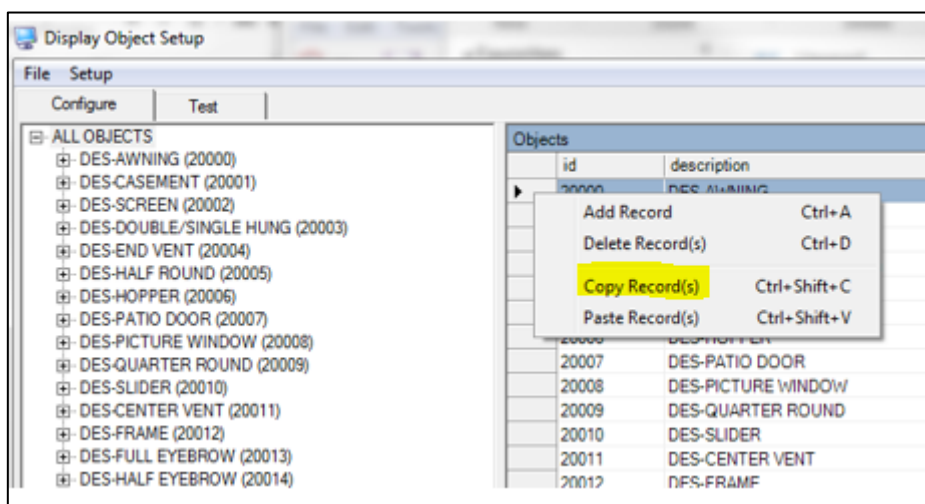 Display Object Setup
File Setup
Configure Test
ALL OBJECTS
DES-AWNING (20000)
DES-CASEMENT (20001)
DES-SCREEN (20002)
DES-DOUBLE/SINGLE HUNG (20003)
DES-END VENT (20004)
DES-HALF ROUND (20005)
DES-HOPPER (20006)
DES-PATIO DOOR (20007)
DES-PICTURE WINDOW (20008)
DES-QUARTER ROUND (20009)
DES-SLIDER (20010)
DES-CENTER VENT (20011)
DES-FRAME (20012)
DES-FULL EYEBROW (20013)
DES-HALF EYEBROW (20014)
Objects
id description
20000 DES-AWNING
Add Record Ctrl+A
Delete Record(s) Ctrl+D
Copy Record(s) Ctrl+Shift+C
Paste Record(s) Ctrl+Shift+V
20006 DES-HOPPER
20007 DES-PATIO DOOR
20008 DES-PICTURE WINDOW
20009 DES-QUARTER ROUND
20010 DES-SLIDER
20011 DES-CENTER VENT
20012 DES-FRAME